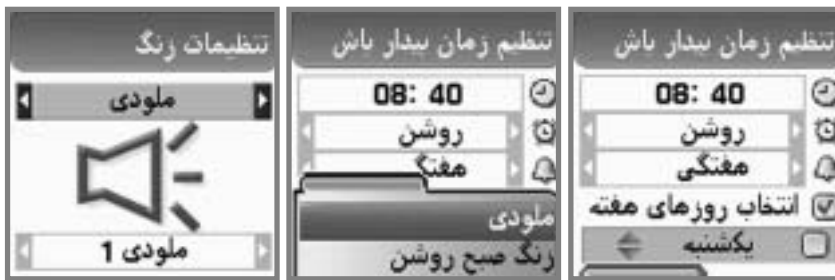 تنظیم زمان بیدار باش
08: 40
روشن
هفتگی
انتخاب روزهای هفته
یکشنبه
تنظیم زمان بیدار باش
08: 40
روشن
هفتگ
ملودی
زنگ صبح روشن
تنظیمات زنگ
ملودی
ملودی 1